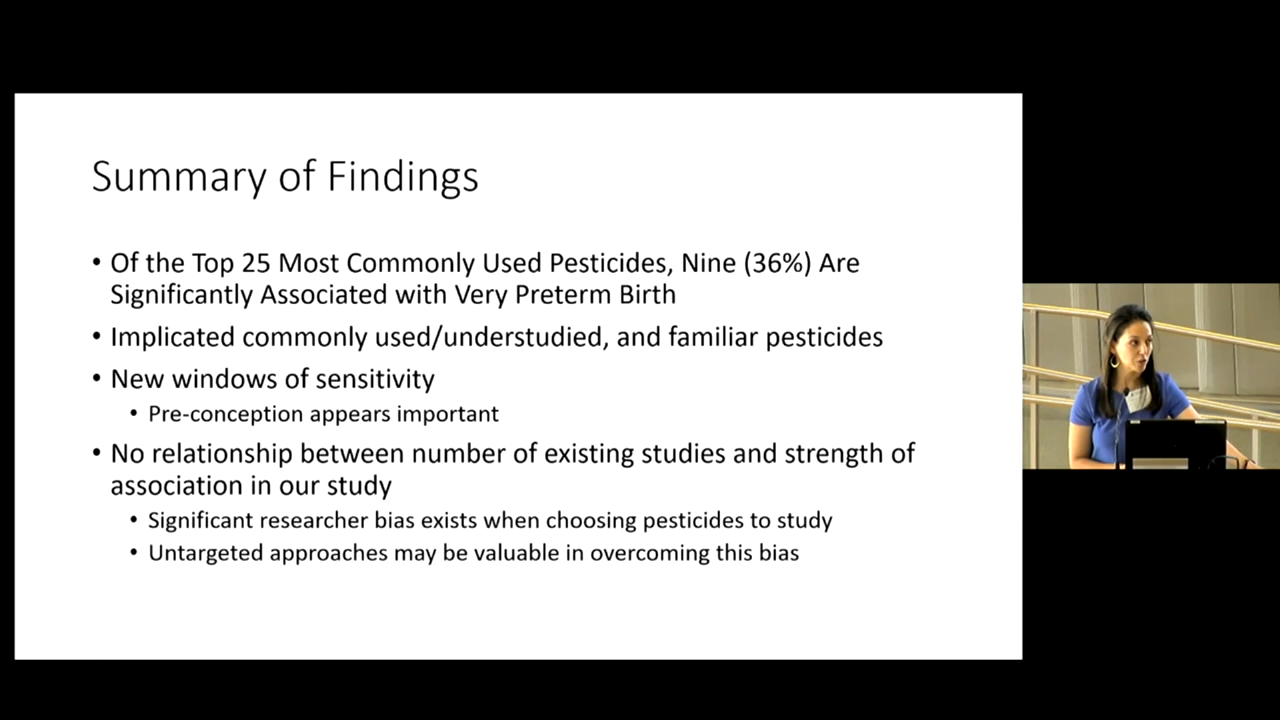 Summary of Findings
• Of the Top 25 Most Commonly Used Pesticides, Nine (36%) Are
Significantly Associated with Very Preterm Birth
• Implicated commonly used/understudied, and familiar pesticides
• New windows of sensitivity
• Pre-conception appears important
• No relationship between number of existing studies and strength of
association in our study
• Significant researcher bias exists when choosing pesticides to study
• Untargeted approaches may be valuable in overcoming this bias